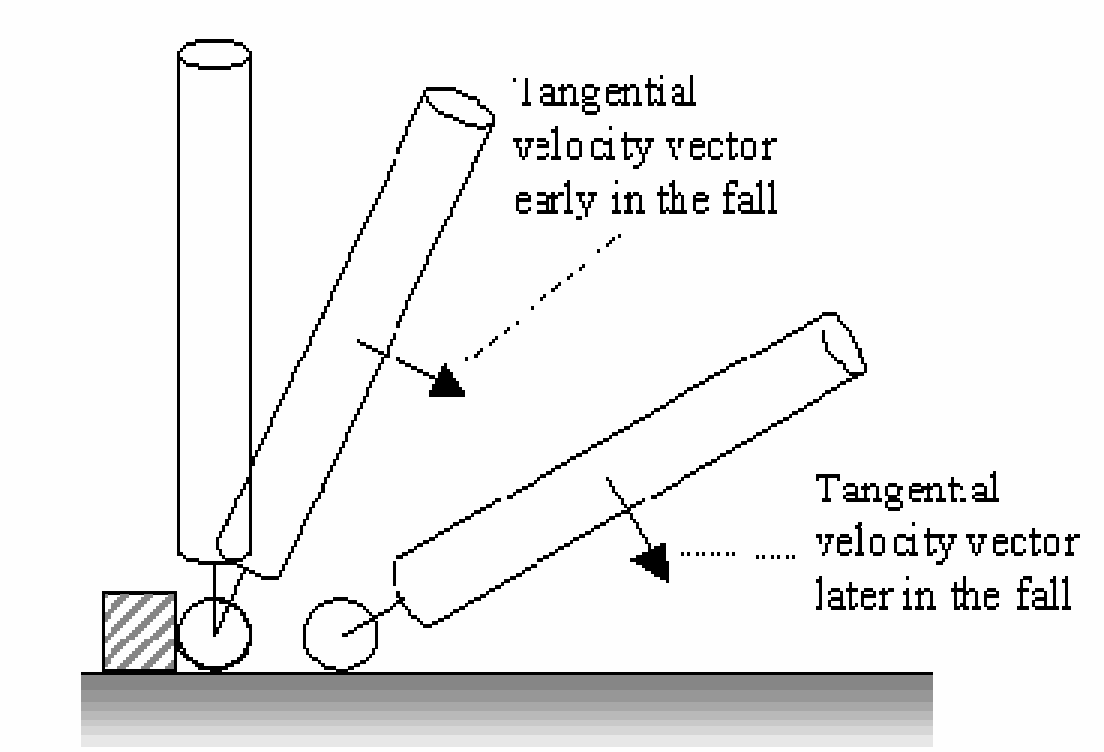 Tangential
velocity vector
early in the fall
Tangential
velocity vector
later in the fall